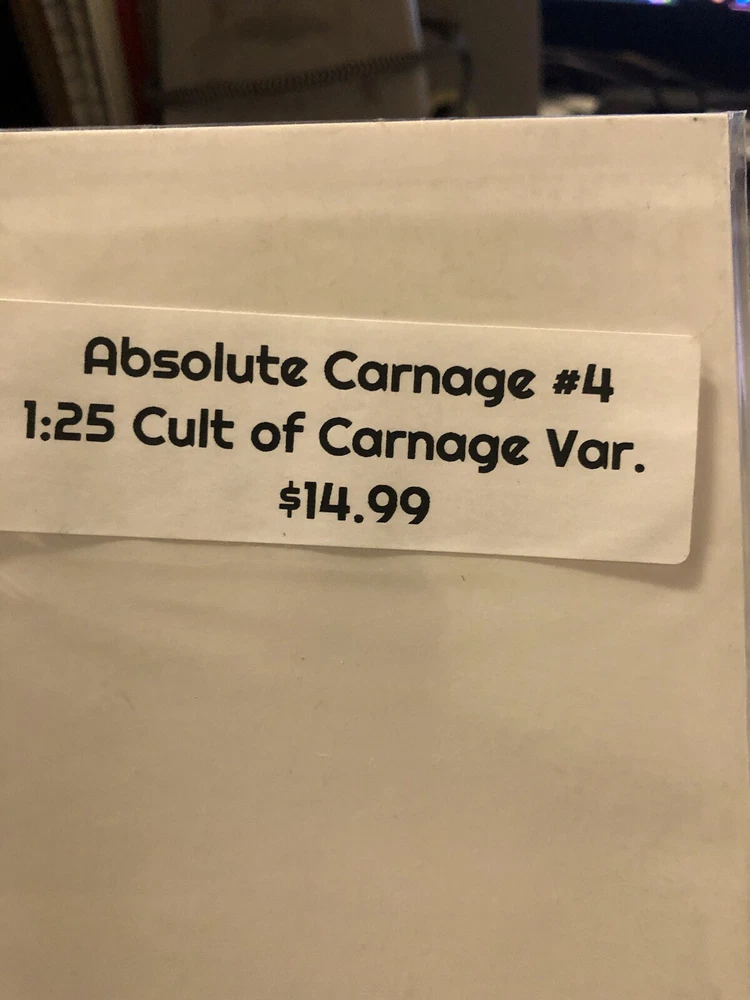 Absolute Carnage #4
1:25 Cult of Carnage Var.
$14.99